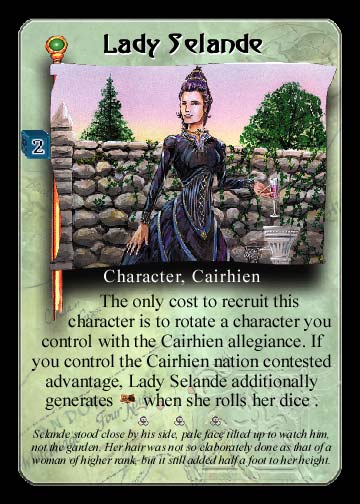 Lady Selande
2
Character, Cairhien
The only cost to recruit this
character is to rotate a character you
control with the Cairhien allegiance. If
you control the Cairhien nation contested
advantage, Lady Selande additionally
generates when she rolls her dice .
Selande stood close by his side, pale face tilted up to watch him,
not the garden. Her hair was not so elaborately done as that of a
woman of higher rank, but it still added half a foot to her height.